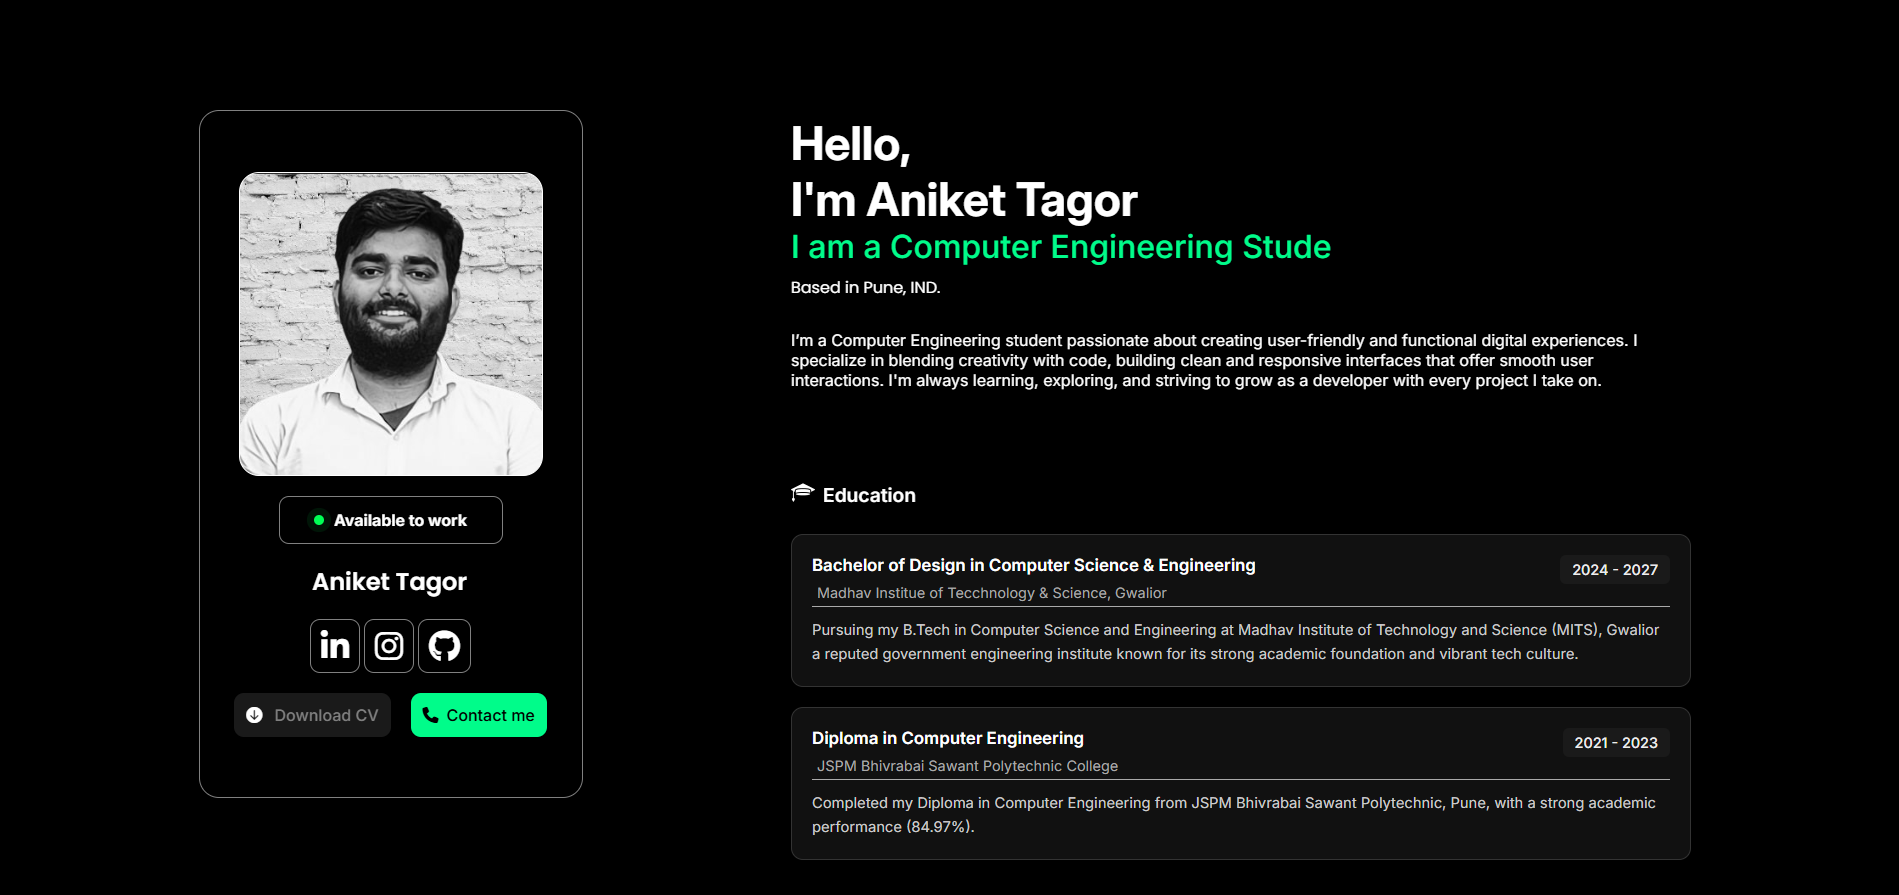 Hello,
I'm Aniket Tagor
I am a Computer Engineering Stude
Based in Pune, IND.
I’m a Computer Engineering student passionate about creating user-friendly and functional digital experiences. I
specialize in blending creativity with code, building clean and responsive interfaces that offer smooth user
interactions. I'm always learning, exploring, and striving to grow as a developer with every project I take on.
Available to work
Aniket Tagor
in
Download CV
Contact me
Education
Bachelor of Design in Computer Science & Engineering
2024 - 2027
Madhav Institue of Tecchnology & Science, Gwalior
Pursuing my B.Tech in Computer Science and Engineering at Madhav Institute of Technology and Science (MITS), Gwalior
a reputed government engineering institute known for its strong academic foundation and vibrant tech culture.
Diploma in Computer Engineering
2021 - 2023
JSPM Bhivrabai Sawant Polytechnic College
Completed my Diploma in Computer Engineering from JSPM Bhivrabai Sawant Polytechnic, Pune, with a strong academic
performance (84.97%).